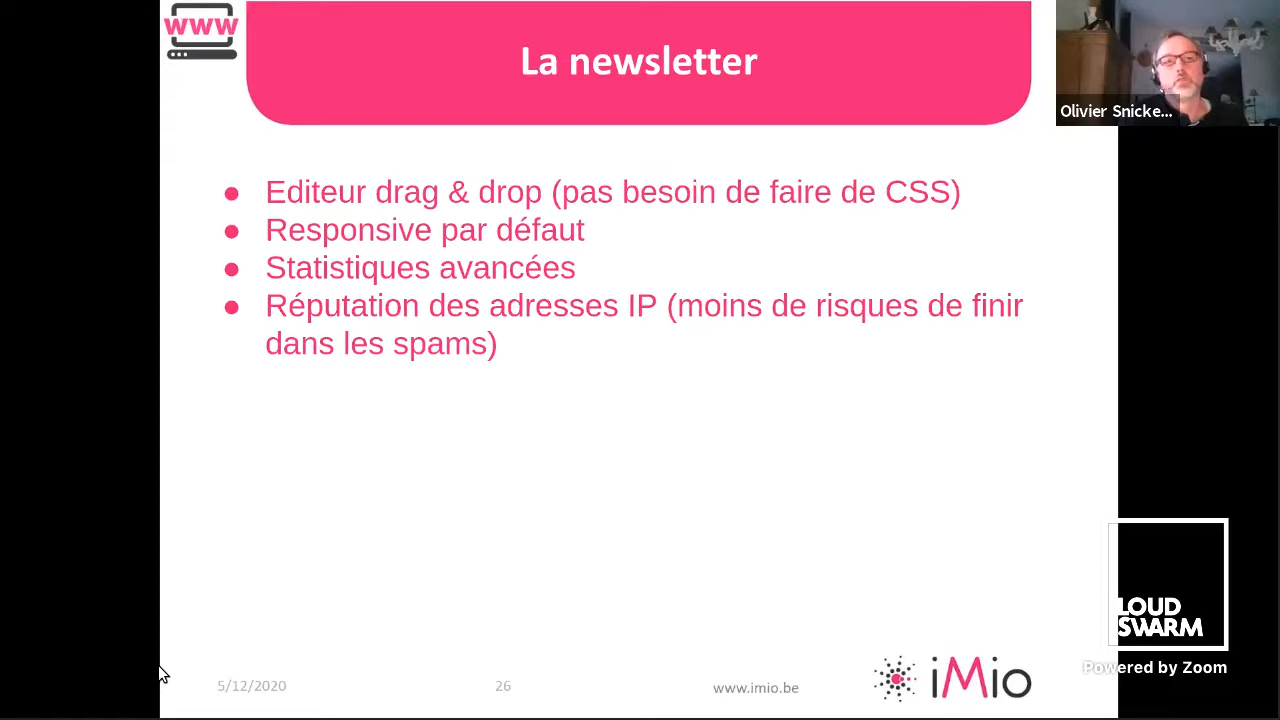 www
La newsletter
Olivier Snicke...
● Editeur drag & drop (pas besoin de faire de CSS)
● Responsive par défaut
● Statistiques avancées
● Réputation des adresses IP (moins de risques de finir
dans les spams)
LOUD
SWARM
Powered by Zoom
5/12/2020
26
www.imio.be
iMio